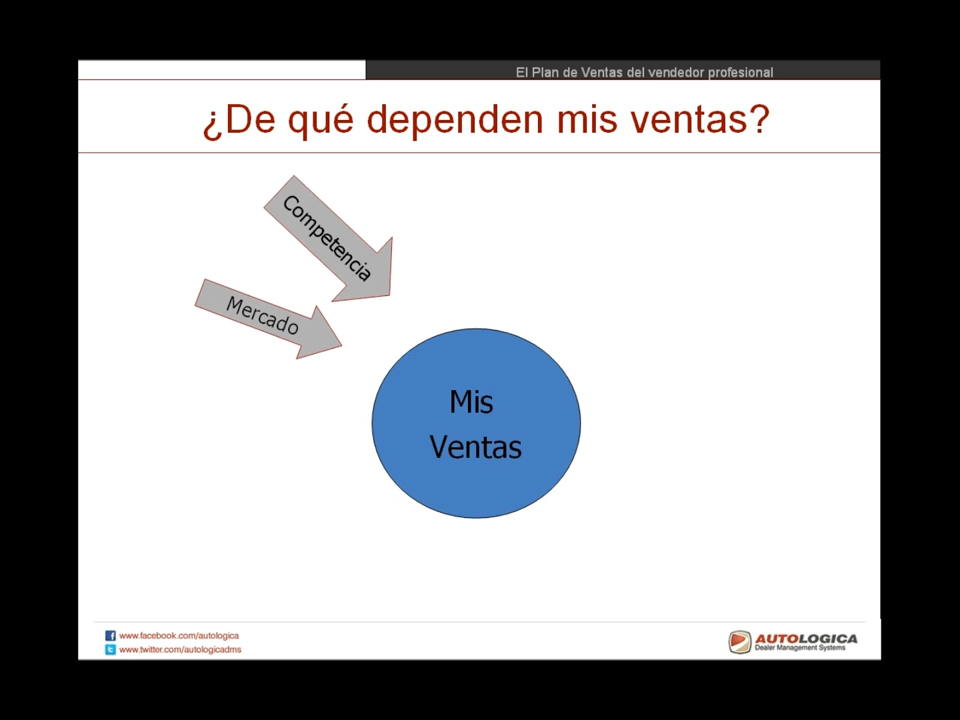 El Plan de Ventas del vendedor profesional
¿De qué dependen mis ventas?
Competencia
Mercado
Mis
Ventas
www.facebook.com/autologica
www.twitter.com/autologicadms
AUTOLOGICA
Dealer Management Systems